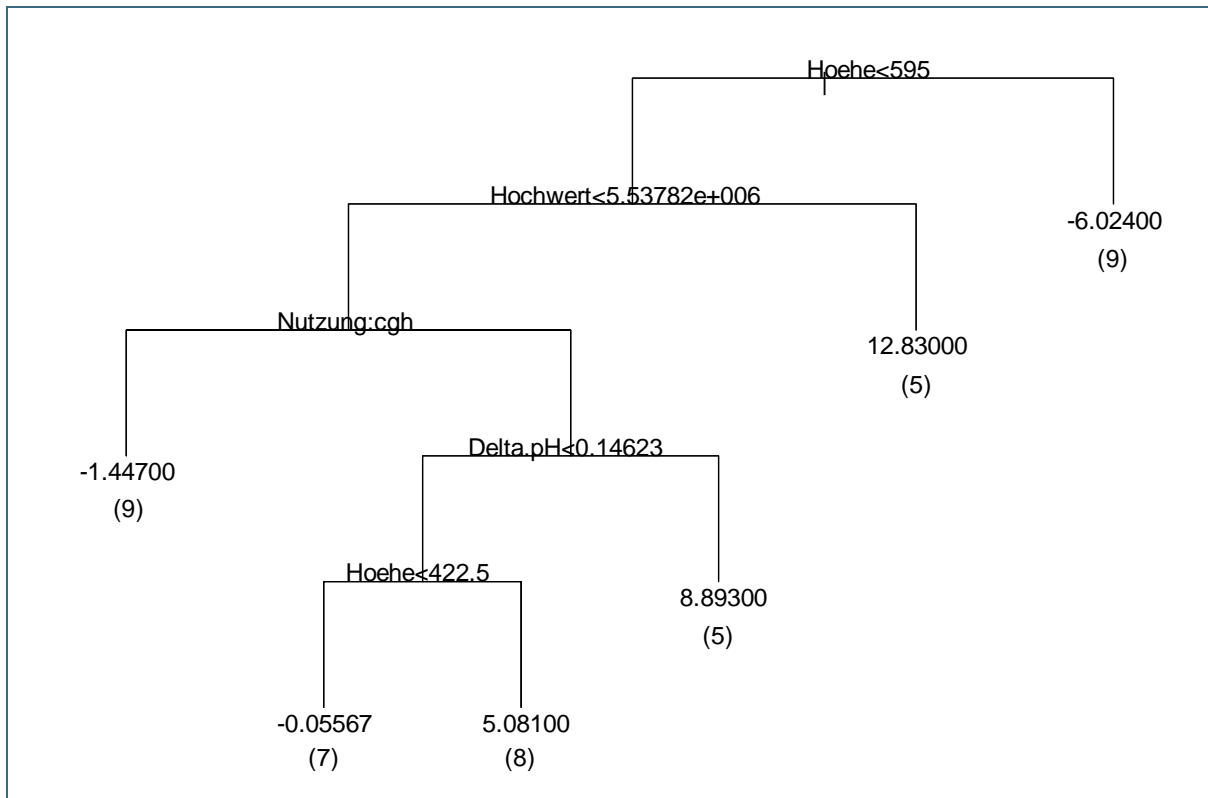 Hoehe<595
Hochwert<5.53782e+006
-6.02400
(9)
Nutzung:cgh
12.83000
(5)
Delta.pH<0.14623
-1.44700
(9)
Hoehe<422.5
8.89300
(5)
-0.05567
(7)
5.08100
(8)